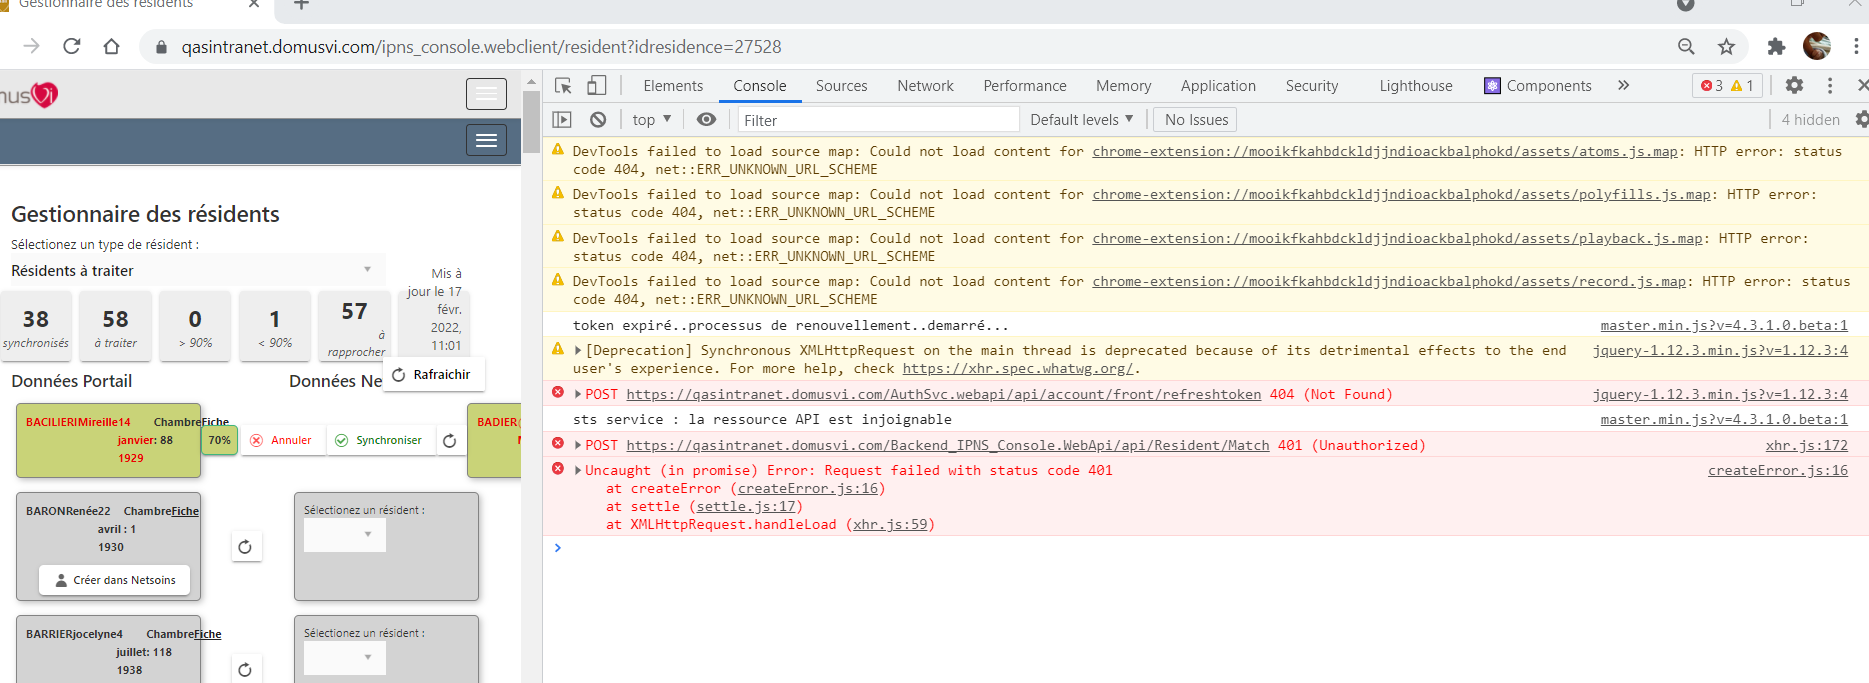 Gestionnaire des résidents
qasintranet.domusvi.com/ipns_console.webclient/resident?idresidence=27528
Elements Console Sources Network Performance Memory Application Security Lighthouse Components » 3 1
top Filter Default levels No Issues 4 hidden
DevTools failed to load source map: Could not load content for chrome-extension://mooikfkahbdckldjjndioackbalphokd/assets/atoms.js.map: HTTP error: status
code 404, net::ERR_UNKNOWN_URL_SCHEME
DevTools failed to load source map: Could not load content for chrome-extension://mooikfkahbdckldjjndioackbalphokd/assets/polyfills.js.map: HTTP error:
status code 404, net::ERR_UNKNOWN_URL_SCHEME
DevTools failed to load source map: Could not load content for chrome-extension://mooikfkahbdckldjjndioackbalphokd/assets/playback.js.map: HTTP error:
status code 404, net::ERR_UNKNOWN_URL_SCHEME
DevTools failed to load source map: Could not load content for chrome-extension://mooikfkahbdckldjjndioackbalphokd/assets/record.js.map: HTTP error: status
code 404, net::ERR_UNKNOWN_URL_SCHEME
token expiré..processus de renouvellement..demarré... master.min.js?v=4.3.1.0.beta:1
[Deprecation] Synchronous XMLHttpRequest on the main thread is deprecated because of its detrimental effects to the end jquery-1.12.3.min.js?v=1.12.3:4
user's experience. For more help, check https://xhr.spec.whatwg.org/.
POST https://qasintranet.domusvi.com/AuthSvc.webapi/api/account/front/refreshtoken 404 (Not Found) jquery-1.12.3.min.js?v=1.12.3:4
sts service : la ressource API est injoignable master.min.js?v=4.3.1.0.beta:1
POST https://qasintranet.domusvi.com/Backend_IPNS_Console.WebApi/api/Resident/Match 401 (Unauthorized) xhr.js:172
Uncaught (in promise) Error: Request failed with status code 401 createError.js:16
at createError (createError.js:16)
at settle (settle.js:17)
at XMLHttpRequest.handleLoad (xhr.js:59)
musVi
Gestionnaire des résidents
Sélectionez un type de résident :
Résidents à traiter
38 synchronisés
58 à traiter
0 > 90%
1 < 90%
57 à rapprocher
Mis à
jour le 17
févr.
2022,
11:01
Rafraichir
Données Portail Données Ne
BACILIERIMireille14 ChambreFiche
janvier: 88
1929
70% Annuler Synchroniser
BADIER
BARONRenée22 ChambreFiche
avril : 1
1930
Créer dans Netsoins
Sélectionez un résident :
BARRIERjocelyne4 ChambreFiche
juillet: 118
1938
Sélectionez un résident :